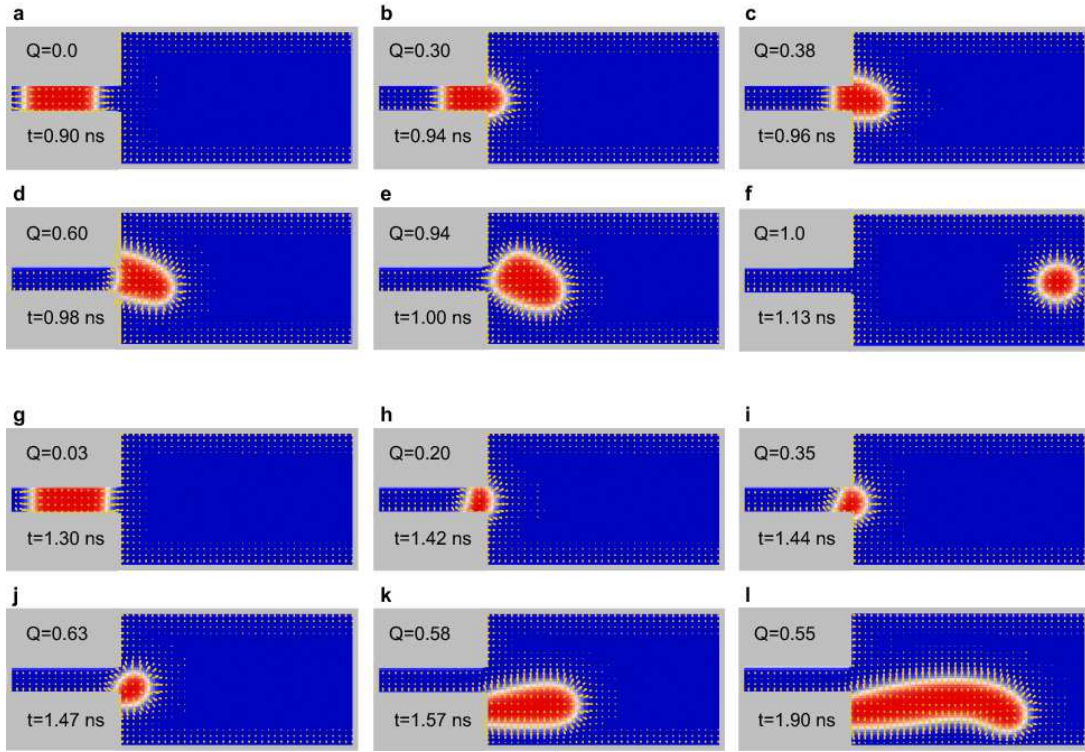 a
Q=0.0
t=0.90 ns
b
Q=0.30
t=0.94 ns
c
Q=0.38
t=0.96 ns
d
Q=0.60
t=0.98 ns
e
Q=0.94
t=1.00 ns
f
Q=1.0
t=1.13 ns
g
Q=0.03
t=1.30 ns
h
Q=0.20
t=1.42 ns
i
Q=0.35
t=1.44 ns
j
Q=0.63
t=1.47 ns
k
Q=0.58
t=1.57 ns
l
Q=0.55
t=1.90 ns